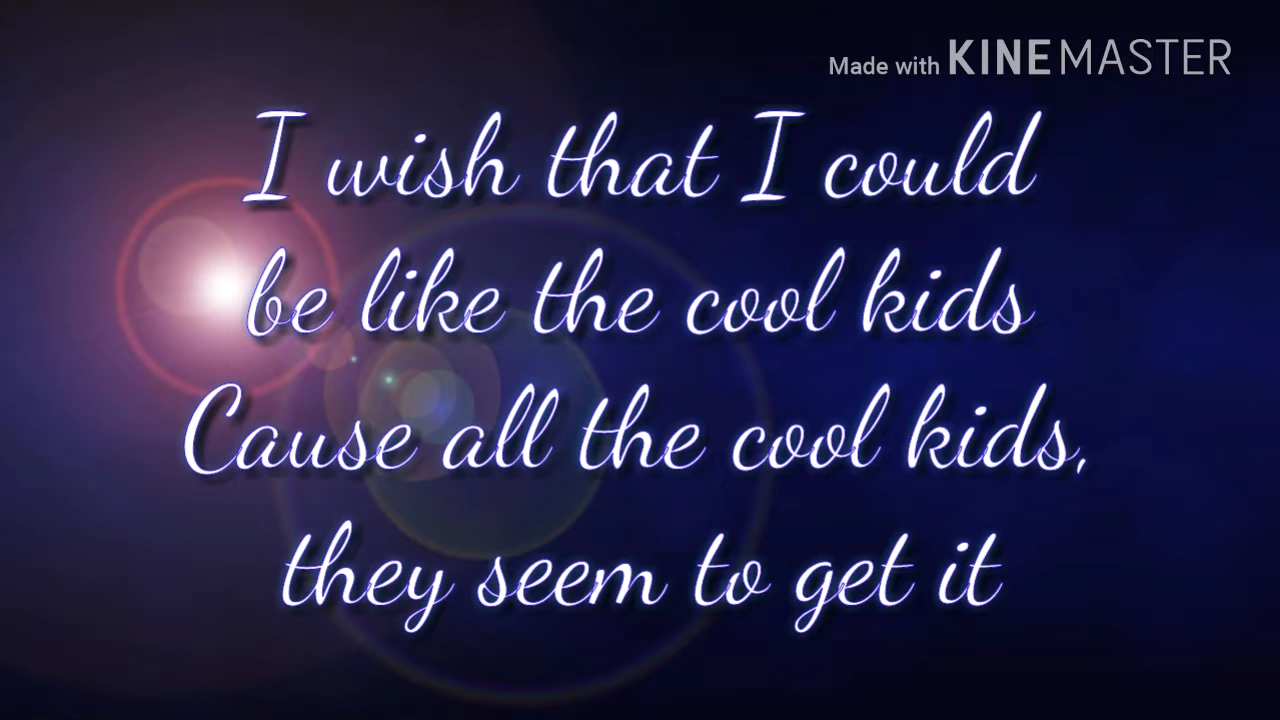 Made with KINEMASTER
I wish that I could
be like the cool kids
Cause all the cool kids,
they seem to get it